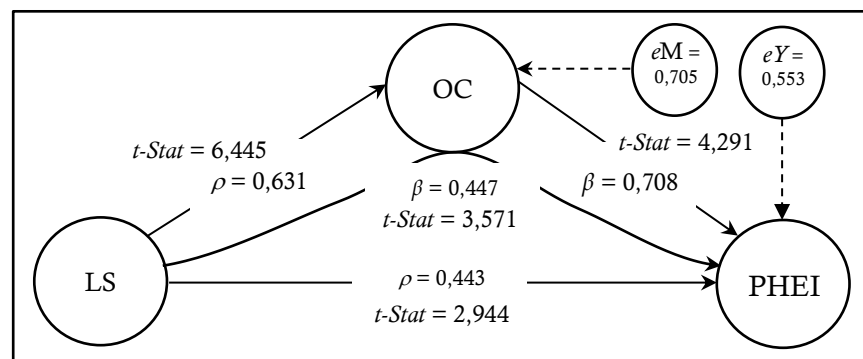 OC
eM =
0,705
eY =
0,553
t-Stat = 6,445
ρ = 0,631
t-Stat = 4,291
β = 0,708
β = 0,447
t-Stat = 3,571
LS
ρ = 0,443
t-Stat = 2,944
PHEI